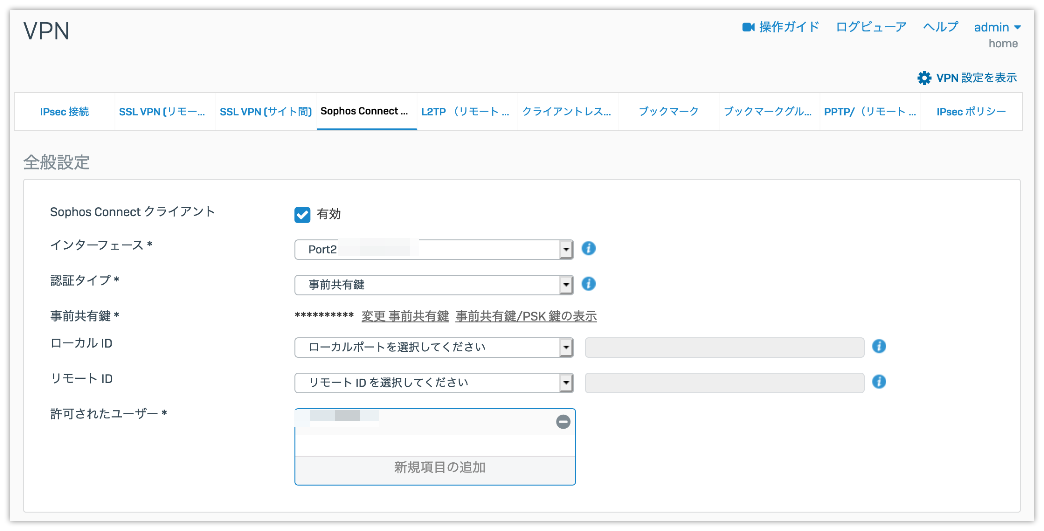 VPN
操作ガイド ログビューア ヘルプ admin
home
VPN 設定を表示
IPsec 接続 SSL VPN (リモー... SSL VPN (サイト間) Sophos Connect ... L2TP （リモート ... クライアントレス... ブックマーク ブックマークグル... PPTP/（リモート ... IPsec ポリシー
全般設定
Sophos Connect クライアント 有効
インターフェース * Port2
認証タイプ * 事前共有鍵
事前共有鍵 * ********** 変更 事前共有鍵 事前共有鍵/PSK 鍵の表示
ローカル ID ローカルポートを選択してください
リモート ID リモート ID を選択してください
許可されたユーザー *
新規項目の追加